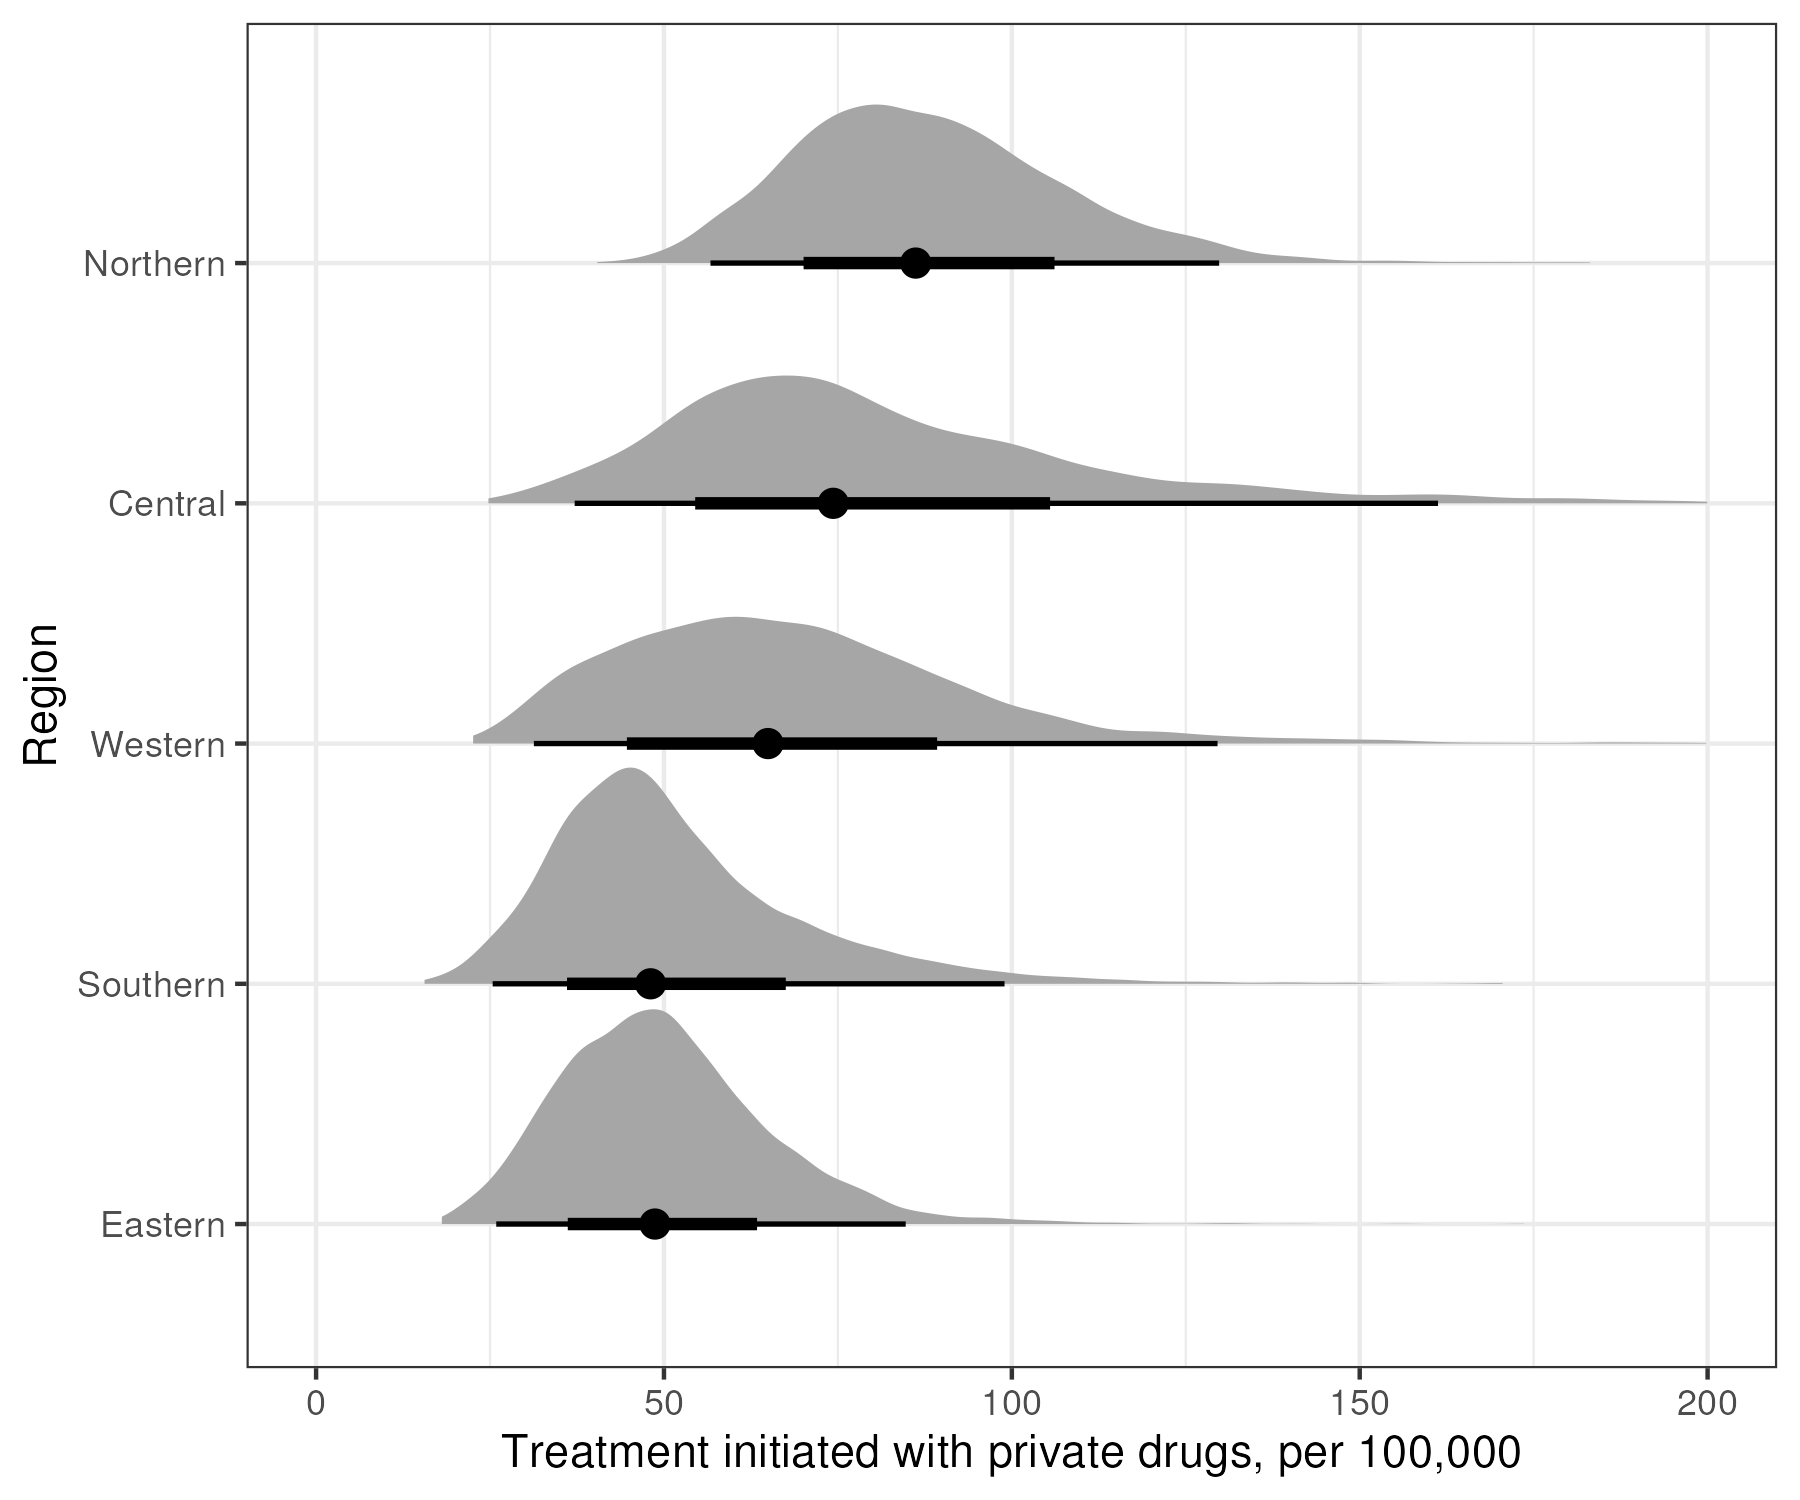 Northern
Central
Western
Southern
Eastern
Region
0 50 100 150 200
Treatment initiated with private drugs, per 100,000